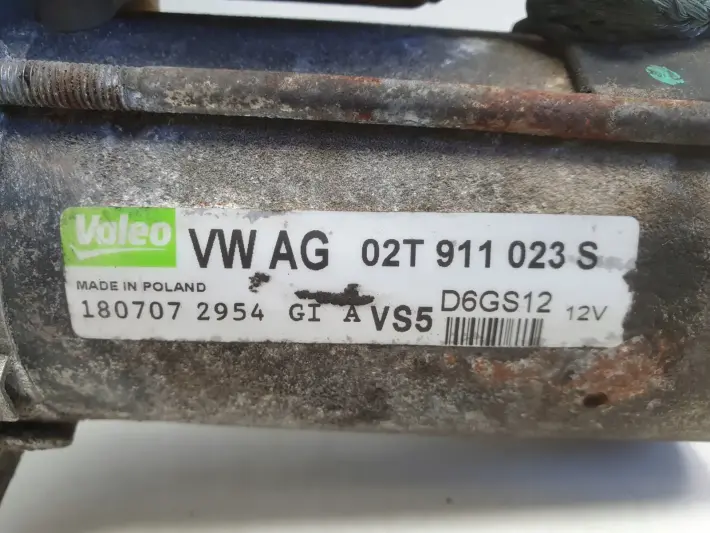 Valeo VW AG 02T 911 023 S
MADE IN POLAND
180707 2954 GI A VS5 D6GS12 12V